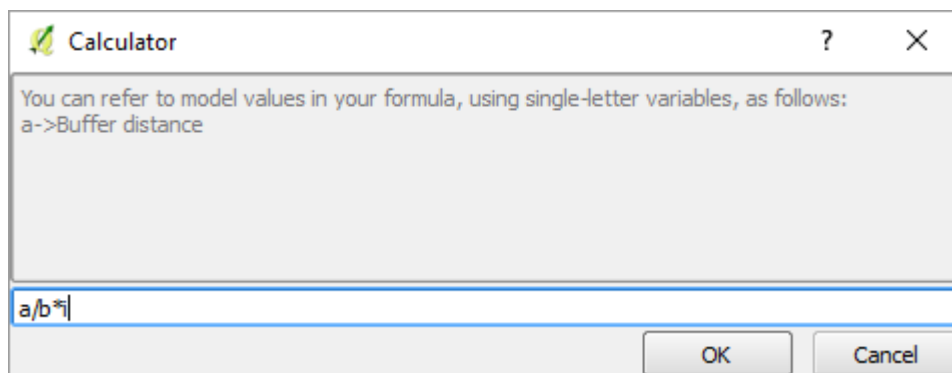 Calculator
?
You can refer to model values in your formula, using single-letter variables, as follows:
a->Buffer distance
a/b*i
OK
Cancel